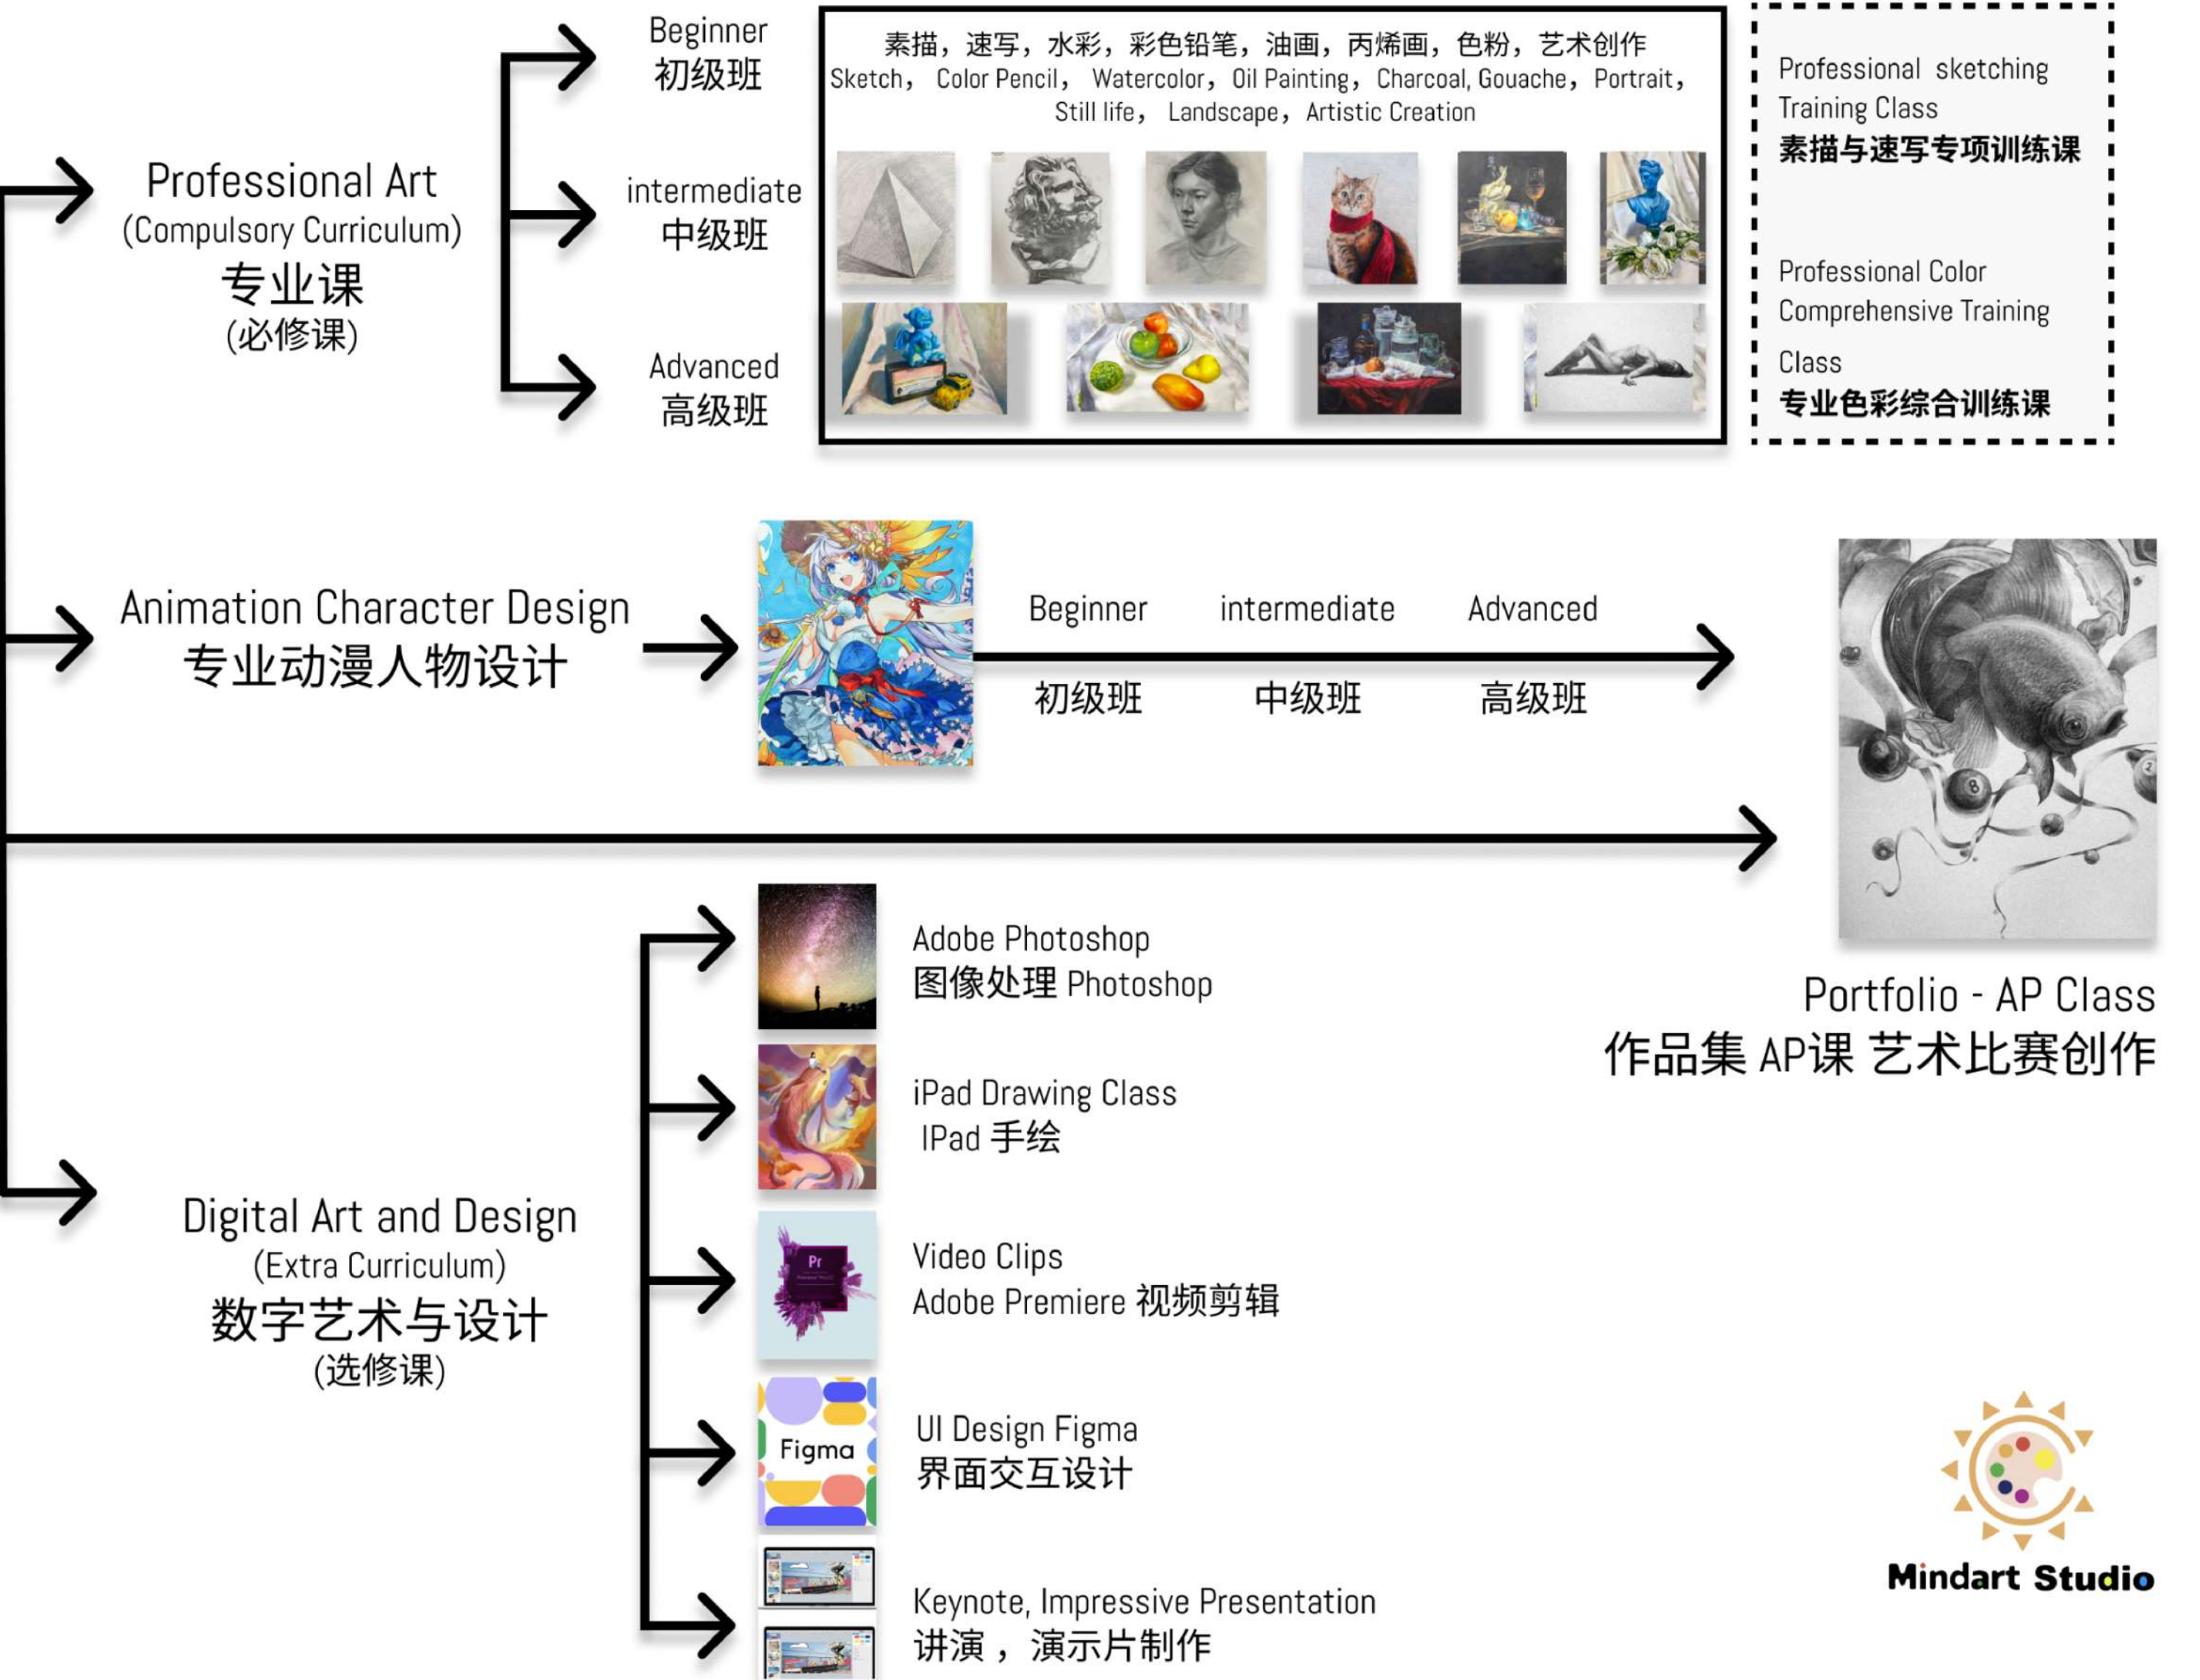 Beginner
初级班
intermediate
中级班
Advanced
高级班
Professional Art
(Compulsory Curriculum)
专业课
(必修课)
素描，速写，水彩，彩色铅笔，油画，丙烯画，色粉，艺术创作
Sketch， Color Pencil， Watercolor，Oil Painting，Charcoal, Gouache，Portrait，
Still life， Landscape，Artistic Creation
Professional sketching
Training Class
素描与速写专项训练课
Professional Color
Comprehensive Training
Class
专业色彩综合训练课
Animation Character Design
专业动漫人物设计
Beginner intermediate Advanced
初级班 中级班 高级班
8
2
Portfolio - AP Class
作品集 AP课 艺术比赛创作
Digital Art and Design
(Extra Curriculum)
数字艺术与设计
(选修课)
Adobe Photoshop
图像处理 Photoshop
iPad Drawing Class
IPad 手绘
Pr
Video Clips
Adobe Premiere 视频剪辑
Figma
UI Design Figma
界面交互设计
Keynote, Impressive Presentation
讲演 ，演示片制作
Mindart Studio